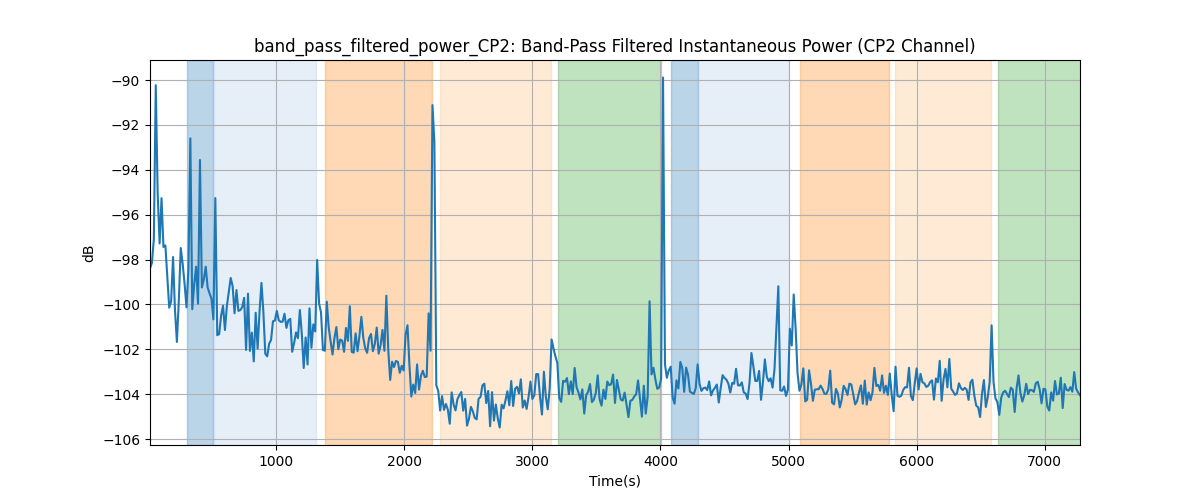 band_pass_filtered_power_CP2: Band-Pass Filtered Instantaneous Power (CP2 Channel)
−90
−92
−94
−96
−98
−100
−102
−104
−106
dB
1000 2000 3000 4000 5000 6000 7000
Time(s)